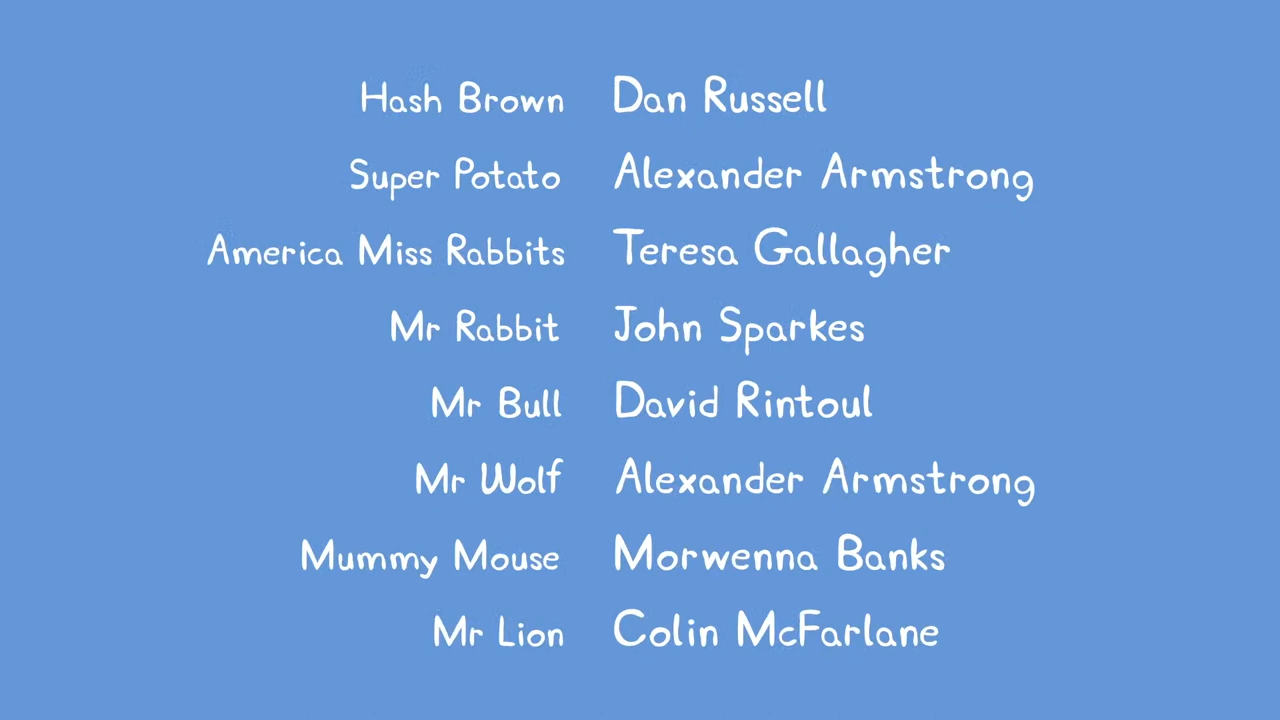 Hash Brown Dan Russell
Super Potato Alexander Armstrong
America Miss Rabbits Teresa Gallagher
Mr Rabbit John Sparkes
Mr Bull David Rintoul
Mr Wolf Alexander Armstrong
Mummy Mouse Morwenna Banks
Mr Lion Colin McFarlane